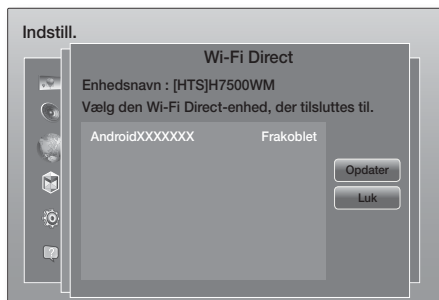 Indstill.
Wi-Fi Direct
Enhedsnavn : [HTS]H7500WM
Vælg den Wi-Fi Direct-enhed, der tilsluttes til.
AndroidXXXXXXX Frakoblet
Opdater
Luk